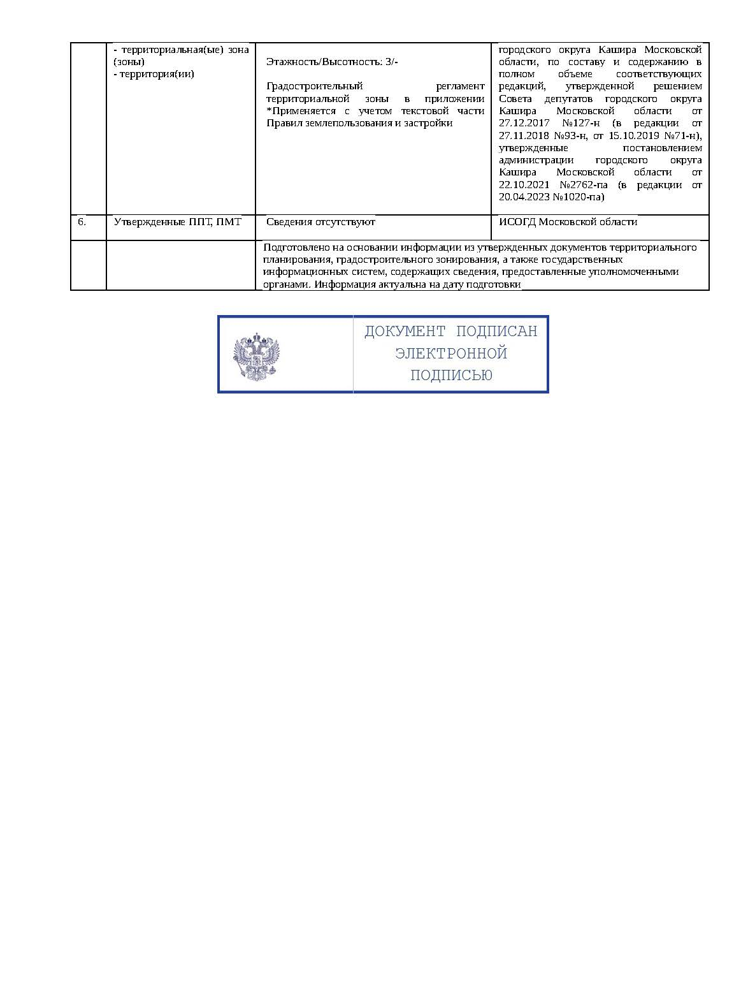 - территориальная(ые) зона
(зоны)
- территория(ии)
Этажность/Высотность: 3/-
Градостроительный регламент
территориальной зоны в приложении
*Применяется с учетом текстовой части
Правил землепользования и застройки
городского округа Кашира Московской
области, по составу и содержанию в
полном объеме соответствующих
редакций, утвержденной решением
Совета депутатов городского округа
Кашира Московской области от
27.12.2017 №127-н (в редакции от
27.11.2018 №93-н, от 15.10.2019 №71-н),
утвержденные постановлением
администрации городского округа
Кашира Московской области от
22.10.2021 №2762-па (в редакции от
20.04.2023 №1020-па)
6.
Утвержденные ППТ, ПМТ
Сведения отсутствуют
ИСОГД Московской области
Подготовлено на основании информации из утвержденных документов территориального
планирования, градостроительного зонирования, а также государственных
информационных систем, содержащих сведения, предоставленные уполномоченными
органами. Информация актуальна на дату подготовки
ДОКУМЕНТ ПОДПИСАН
ЭЛЕКТРОННОЙ
ПОДПИСЬЮ